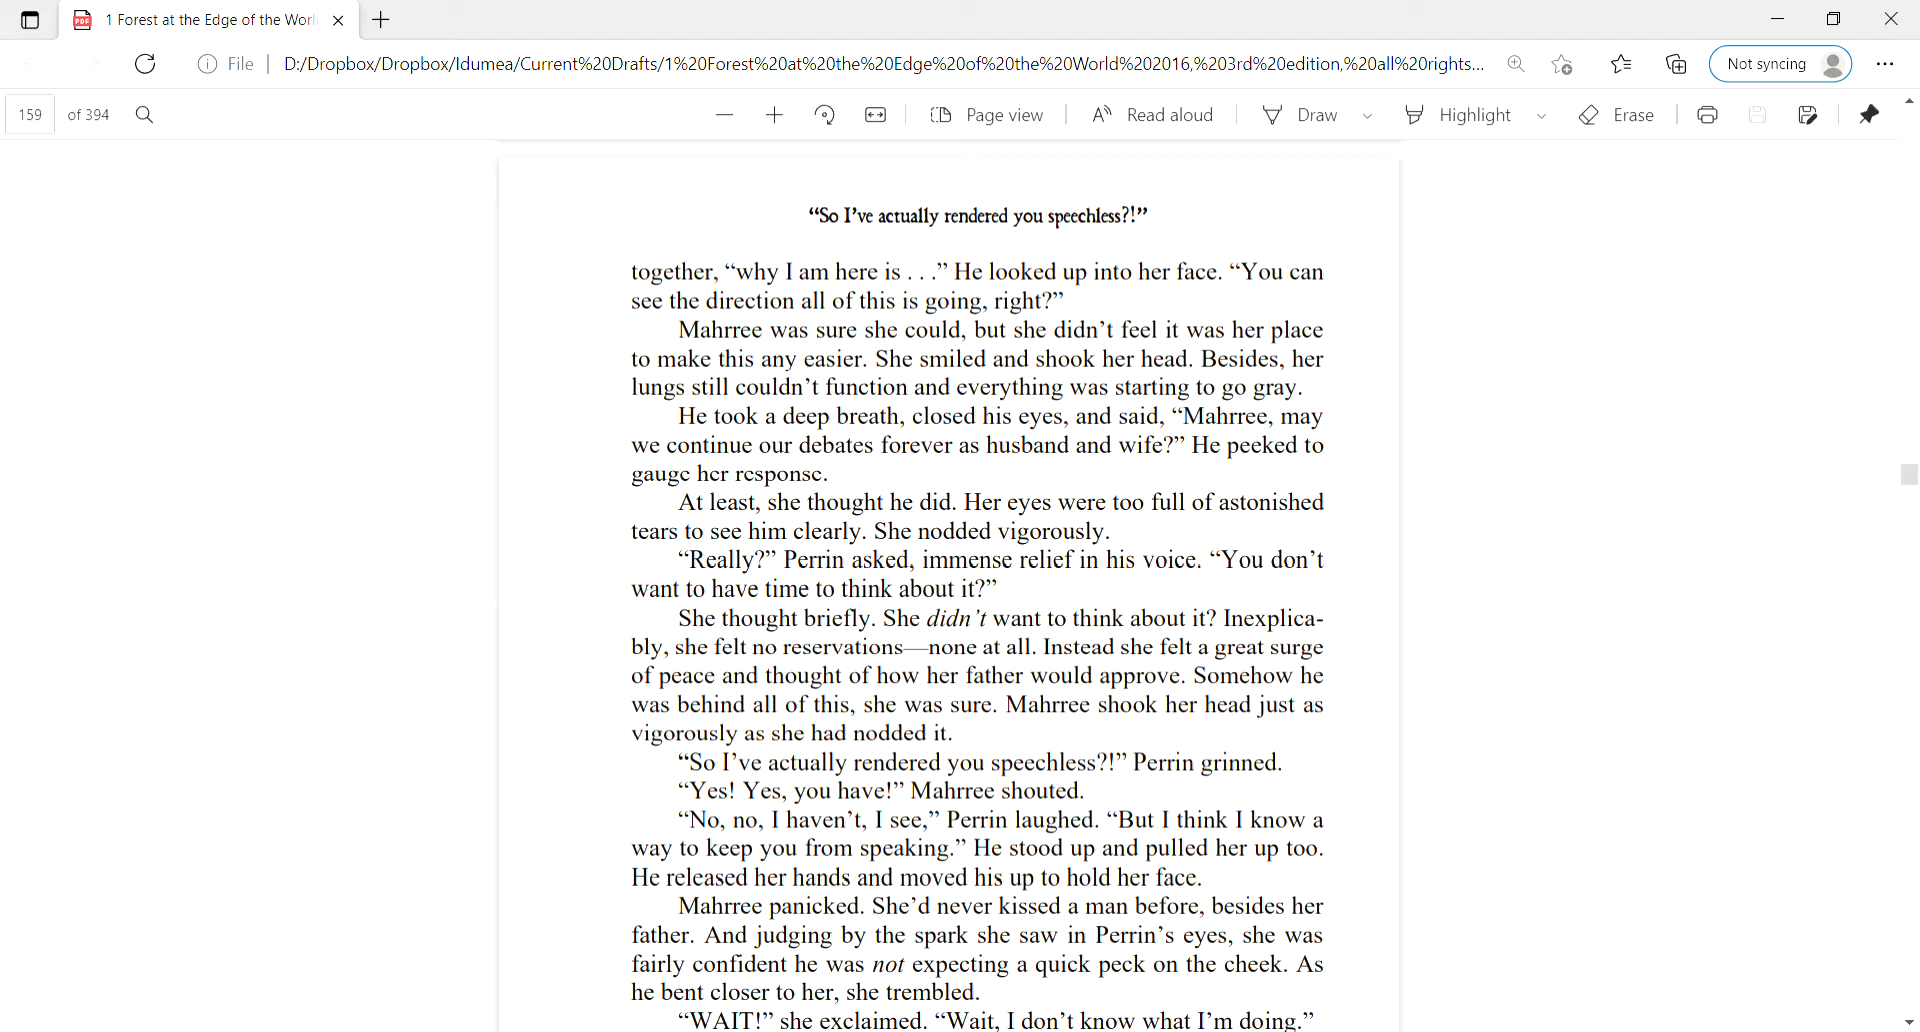 1 Forest at the Edge of the Worl
File
D:/Dropbox/Dropbox/Idumea/Current%20Drafts/1%20Forest%20at%20the%20Edge%20of%20the%20World%202016,%203rd%20edition,%20all%20rights...
Not syncing
159 of 394
Page view
Read aloud
Draw
Highlight
Erase
“So I’ve actually rendered you speechless?!”
together, “why I am here is . . .” He looked up into her face. “You can
see the direction all of this is going, right?”
Mahrree was sure she could, but she didn’t feel it was her place
to make this any easier. She smiled and shook her head. Besides, her
lungs still couldn’t function and everything was starting to go gray.
He took a deep breath, closed his eyes, and said, “Mahrree, may
we continue our debates forever as husband and wife?” He peeked to
gauge her response.
At least, she thought he did. Her eyes were too full of astonished
tears to see him clearly. She nodded vigorously.
“Really?” Perrin asked, immense relief in his voice. “You don’t
want to have time to think about it?”
She thought briefly. She didn’t want to think about it? Inexplica-
bly, she felt no reservations—none at all. Instead she felt a great surge
of peace and thought of how her father would approve. Somehow he
was behind all of this, she was sure. Mahrree shook her head just as
vigorously as she had nodded it.
“So I’ve actually rendered you speechless?!” Perrin grinned.
“Yes! Yes, you have!” Mahrree shouted.
“No, no, I haven’t, I see,” Perrin laughed. “But I think I know a
way to keep you from speaking.” He stood up and pulled her up too.
He released her hands and moved his up to hold her face.
Mahrree panicked. She’d never kissed a man before, besides her
father. And judging by the spark she saw in Perrin’s eyes, she was
fairly confident he was not expecting a quick peck on the cheek. As
he bent closer to her, she trembled.
“WAIT!” she exclaimed. “Wait, I don’t know what I’m doing.”